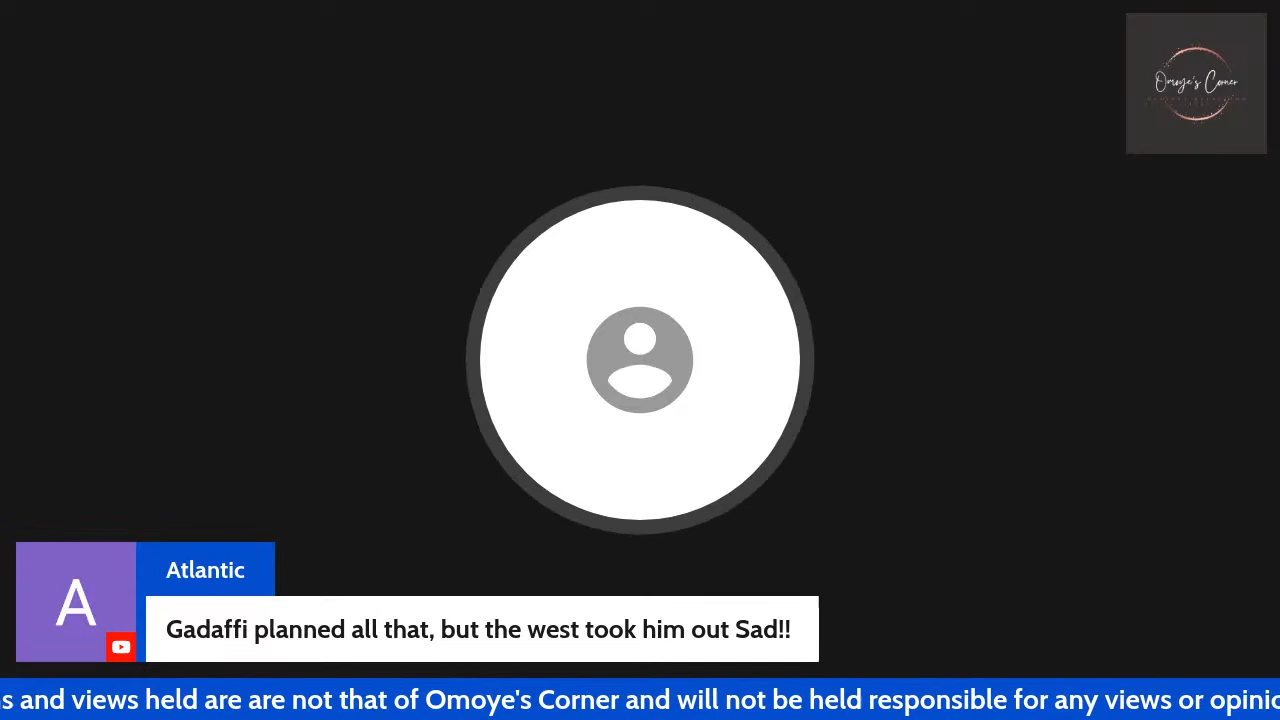 Omoye's Corner
A
Atlantic
Gadaffi planned all that, but the west took him out Sad!!
s and views held are are not that of Omoye's Corner and will not be held responsible for any views or opinic